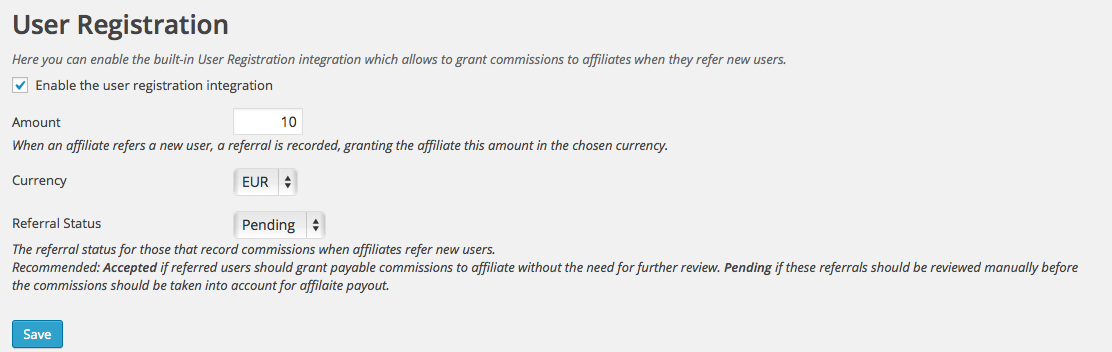 User Registration
Here you can enable the built-in User Registration integration which allows to grant commissions to affiliates when they refer new users.
Enable the user registration integration
Amount 10
When an affiliate refers a new user, a referral is recorded, granting the affiliate this amount in the chosen currency.
Currency EUR
Referral Status Pending
The referral status for those that record commissions when affiliates refer new users.
Recommended: Accepted if referred users should grant payable commissions to affiliate without the need for further review. Pending if these referrals should be reviewed manually before
the commissions should be taken into account for affilaite payout.
Save